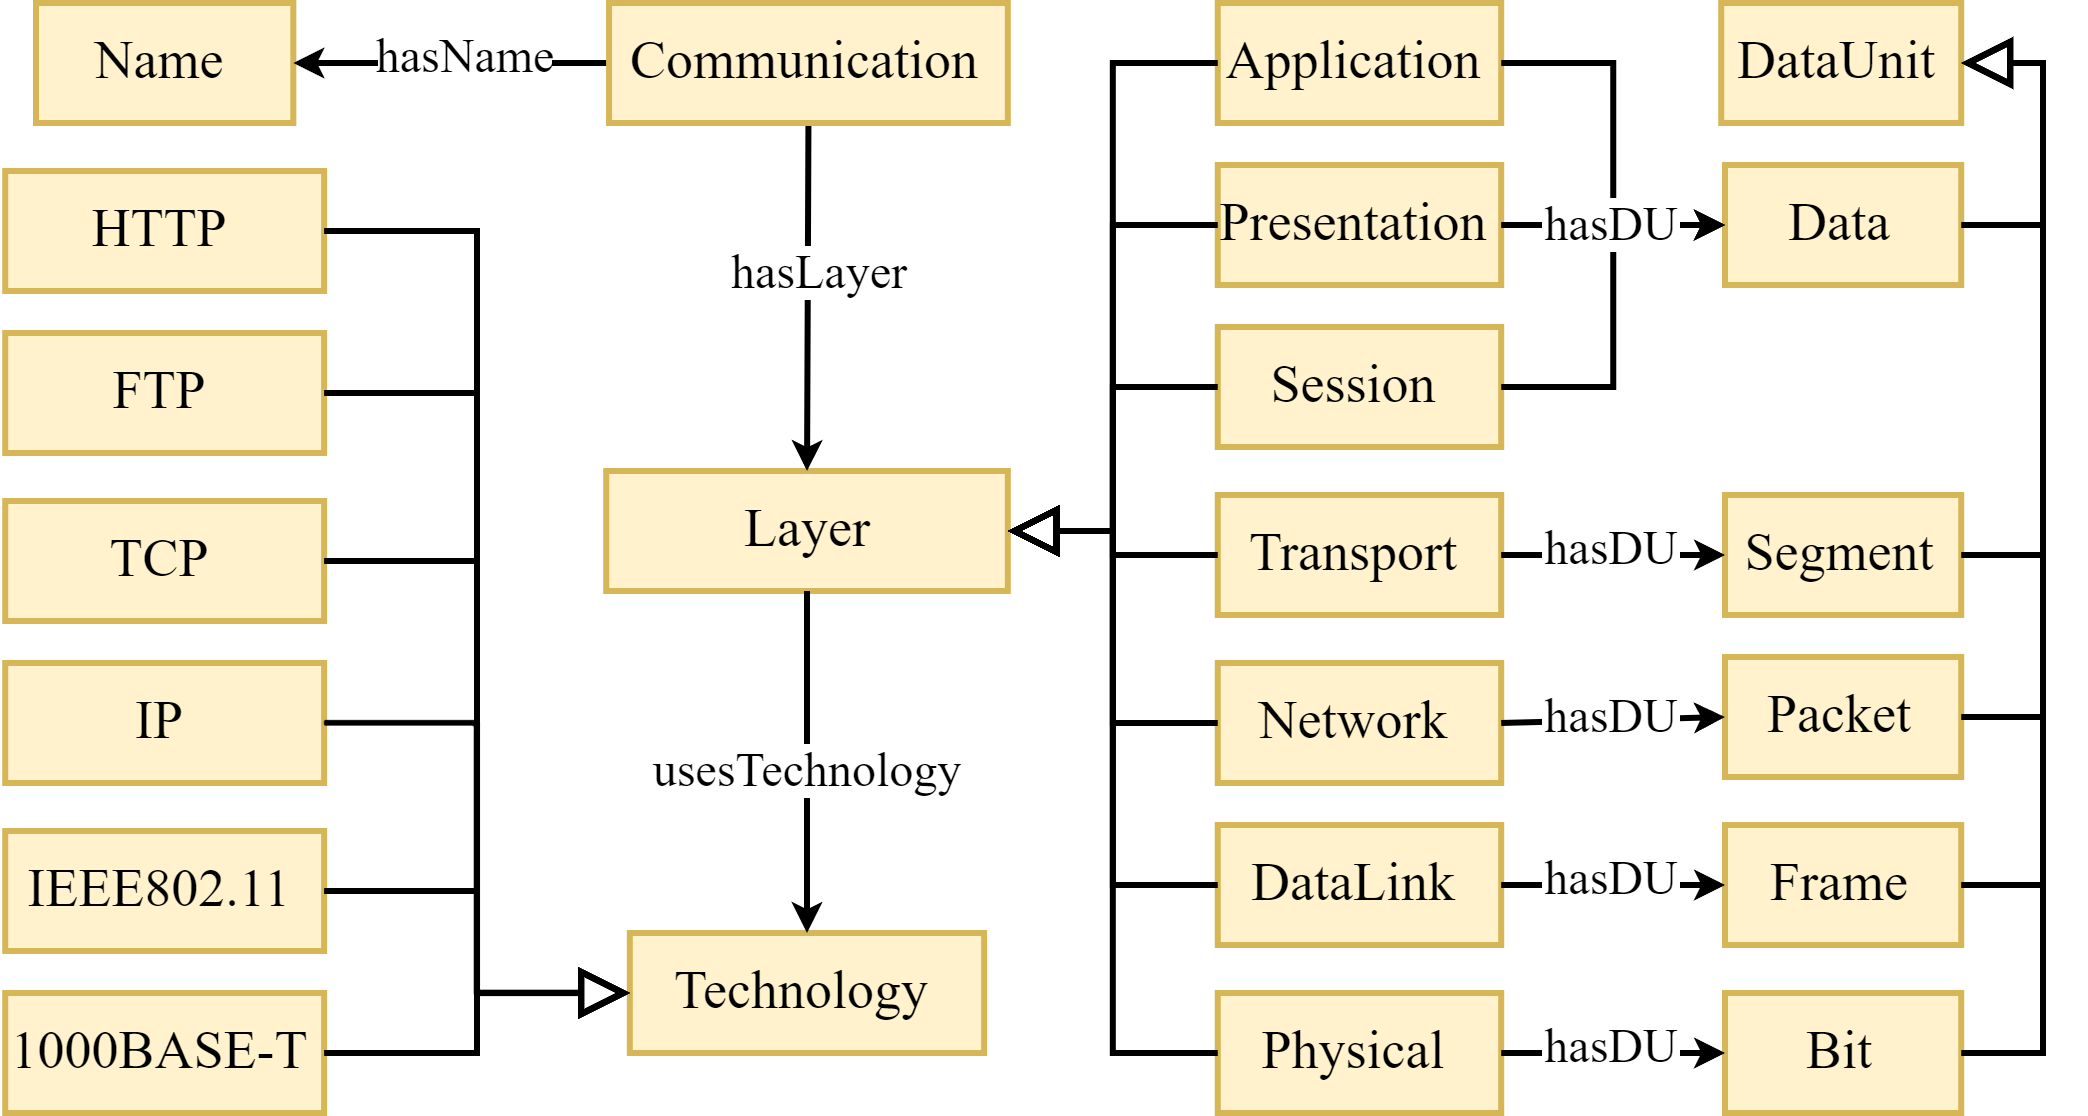 Name
hasName
Communication
Application
DataUnit
HTTP
Presentation
hasDU
Data
hasLayer
FTP
Session
TCP
Layer
Transport
hasDU
Segment
IP
usesTechnology
Network
hasDU
Packet
IEEE802.11
DataLink
hasDU
Frame
1000BASE-T
Technology
Physical
hasDU
Bit